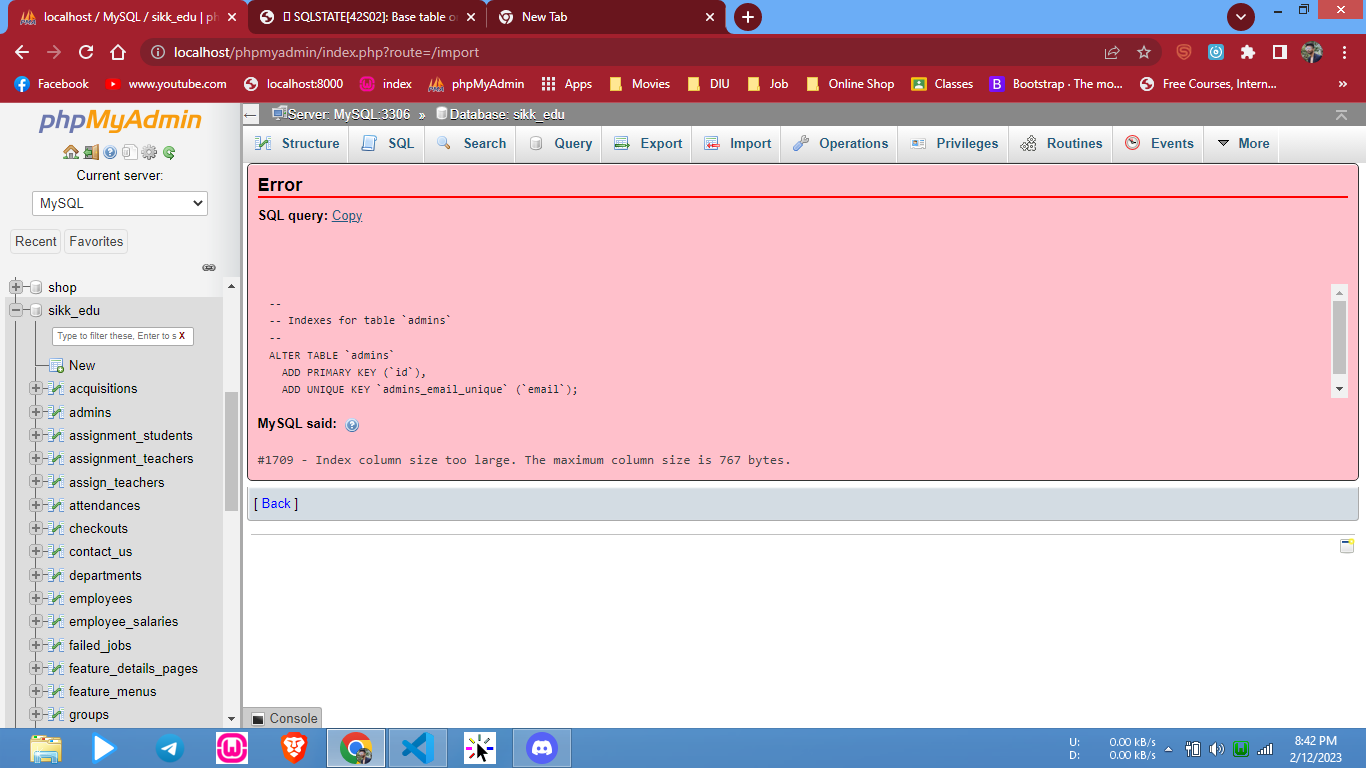 localhost / MySQL / sikk_edu | ph
SQLSTATE[42S02]: Base table o
New Tab
localhost/phpmyadmin/index.php?route=/import
Facebook
www.youtube.com
localhost:8000
index
phpMyAdmin
Apps
Movies
DIU
Job
Online Shop
Classes
Bootstrap · The mo...
Free Courses, Intern...
»
phpMyAdmin
Current server:
MySQL
Recent
Favorites
shop
sikk_edu
Type to filter these, Enter to s X
New
acquisitions
admins
assignment_students
assignment_teachers
assign_teachers
attendances
checkouts
contact_us
departments
employees
employee_salaries
failed_jobs
feature_details_pages
feature_menus
groups
Server: MySQL:3306 » Database: sikk_edu
Structure
SQL
Search
Query
Export
Import
Operations
Privileges
Routines
Events
More
Error
SQL query: Copy
--
-- Indexes for table `admins`
--
ALTER TABLE `admins`
ADD PRIMARY KEY (`id`),
ADD UNIQUE KEY `admins_email_unique` (`email`);
MySQL said:
#1709 - Index column size too large. The maximum column size is 767 bytes.
[ Back ]
Console
U: 0.00 kB/s
D: 0.00 kB/s
8:42 PM
2/12/2023